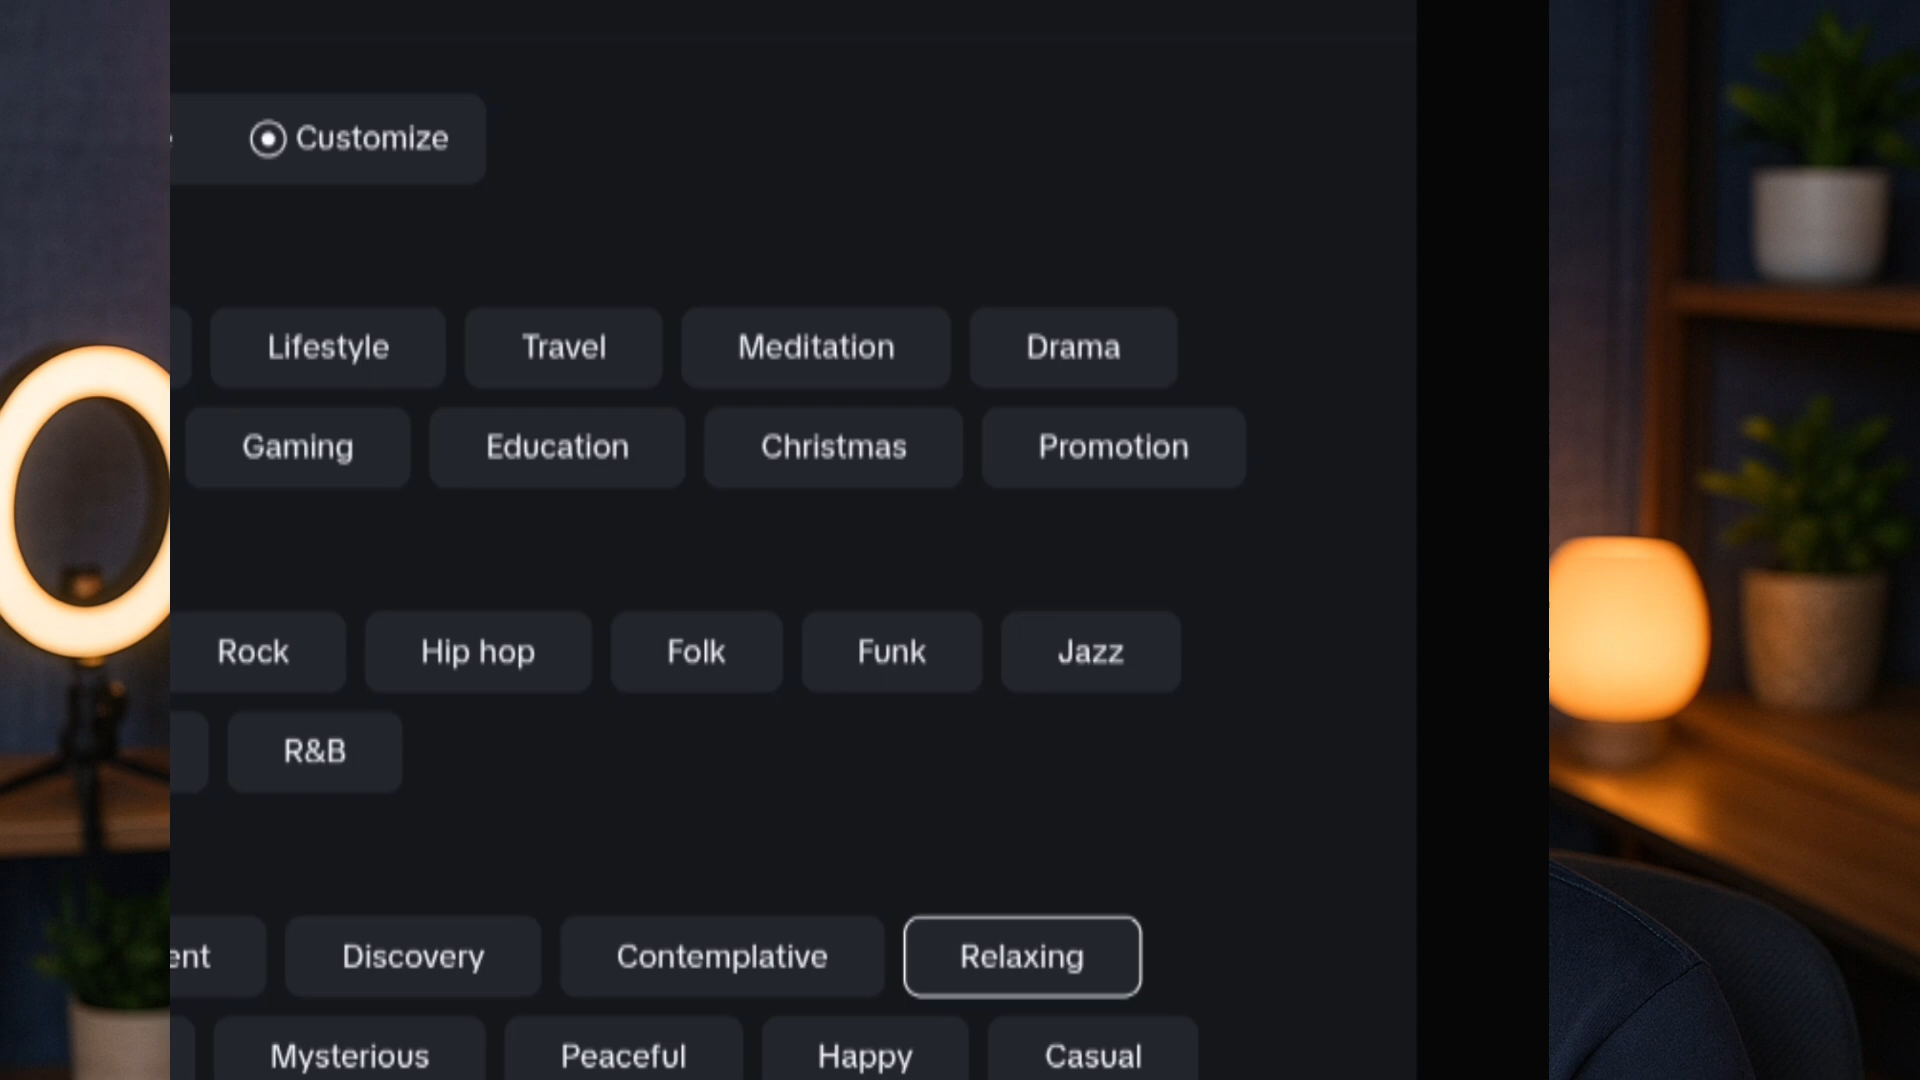 Customize
Lifestyle Travel Meditation Drama
Gaming Education Christmas Promotion
Rock Hip hop Folk Funk Jazz
R&B
ent Discovery Contemplative Relaxing
Mysterious Peaceful Happy Casual